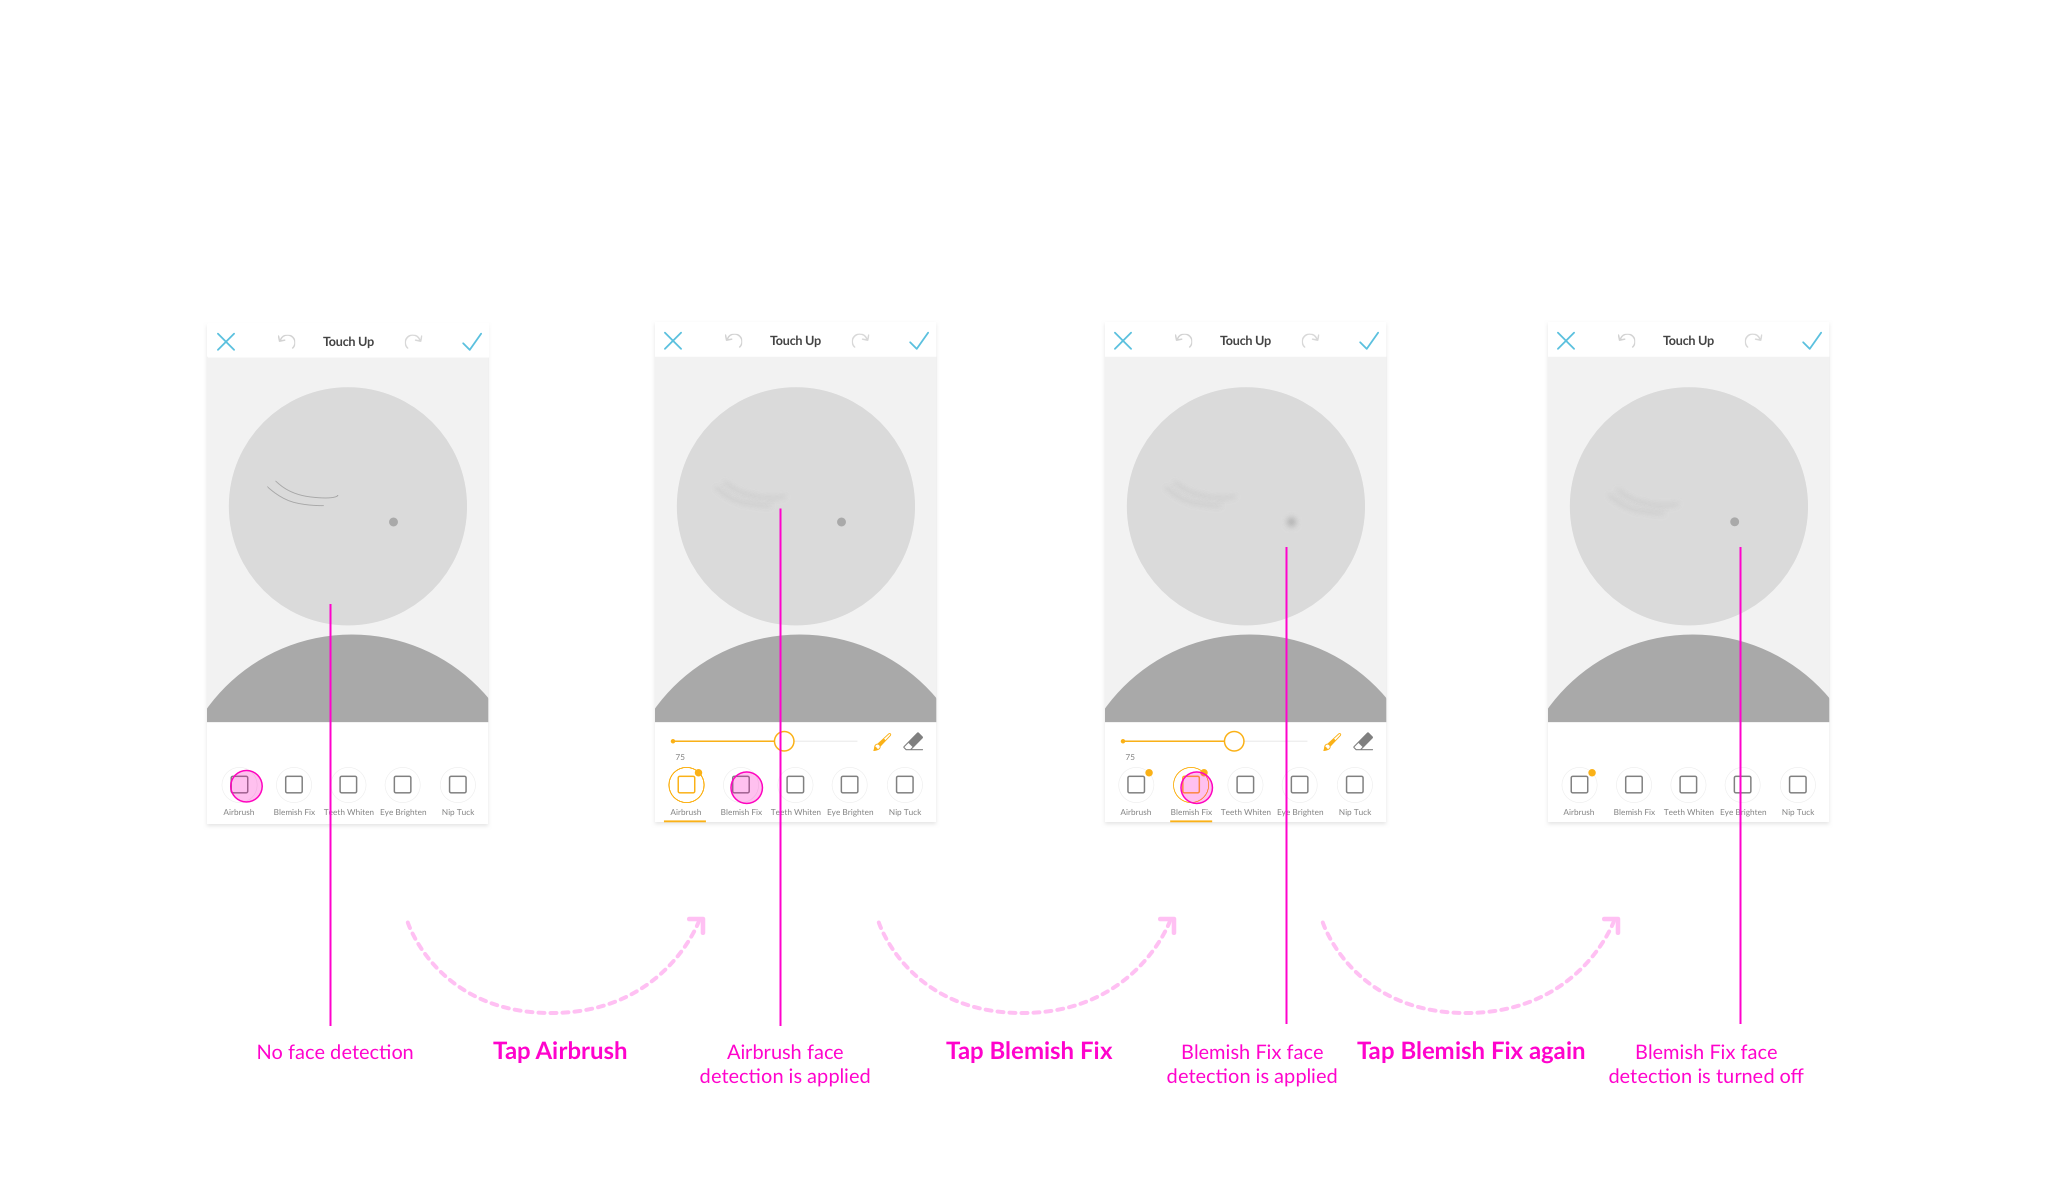 Touch Up
Airbrush
Blemish Fix
Teeth Whiten
Eye Brighten
Nip Tuck
Touch Up
75
Airbrush
Blemish Fix
Teeth Whiten
Eye Brighten
Nip Tuck
Touch Up
75
Airbrush
Blemish Fix
Teeth Whiten
Eye Brighten
Nip Tuck
Touch Up
Airbrush
Blemish Fix
Teeth Whiten
Eye Brighten
Nip Tuck
No face detection
Tap Airbrush
Airbrush face
detection is applied
Tap Blemish Fix
Blemish Fix face
detection is applied
Tap Blemish Fix again
Blemish Fix face
detection is turned off